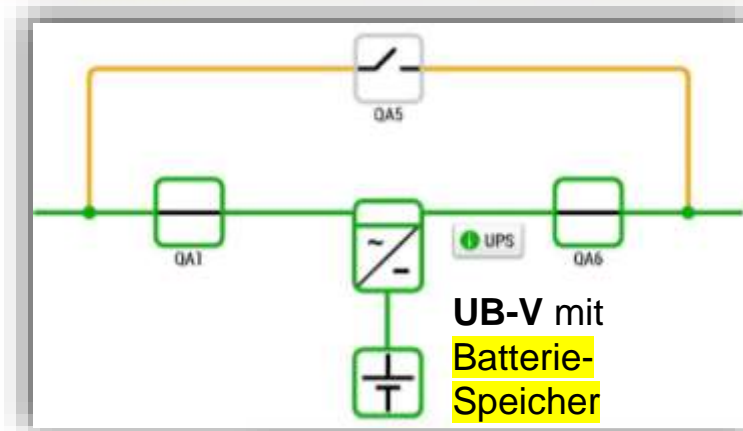 QA5
QA1
i UPS
QA6
~
-
UB-V mit
Batterie-
Speicher